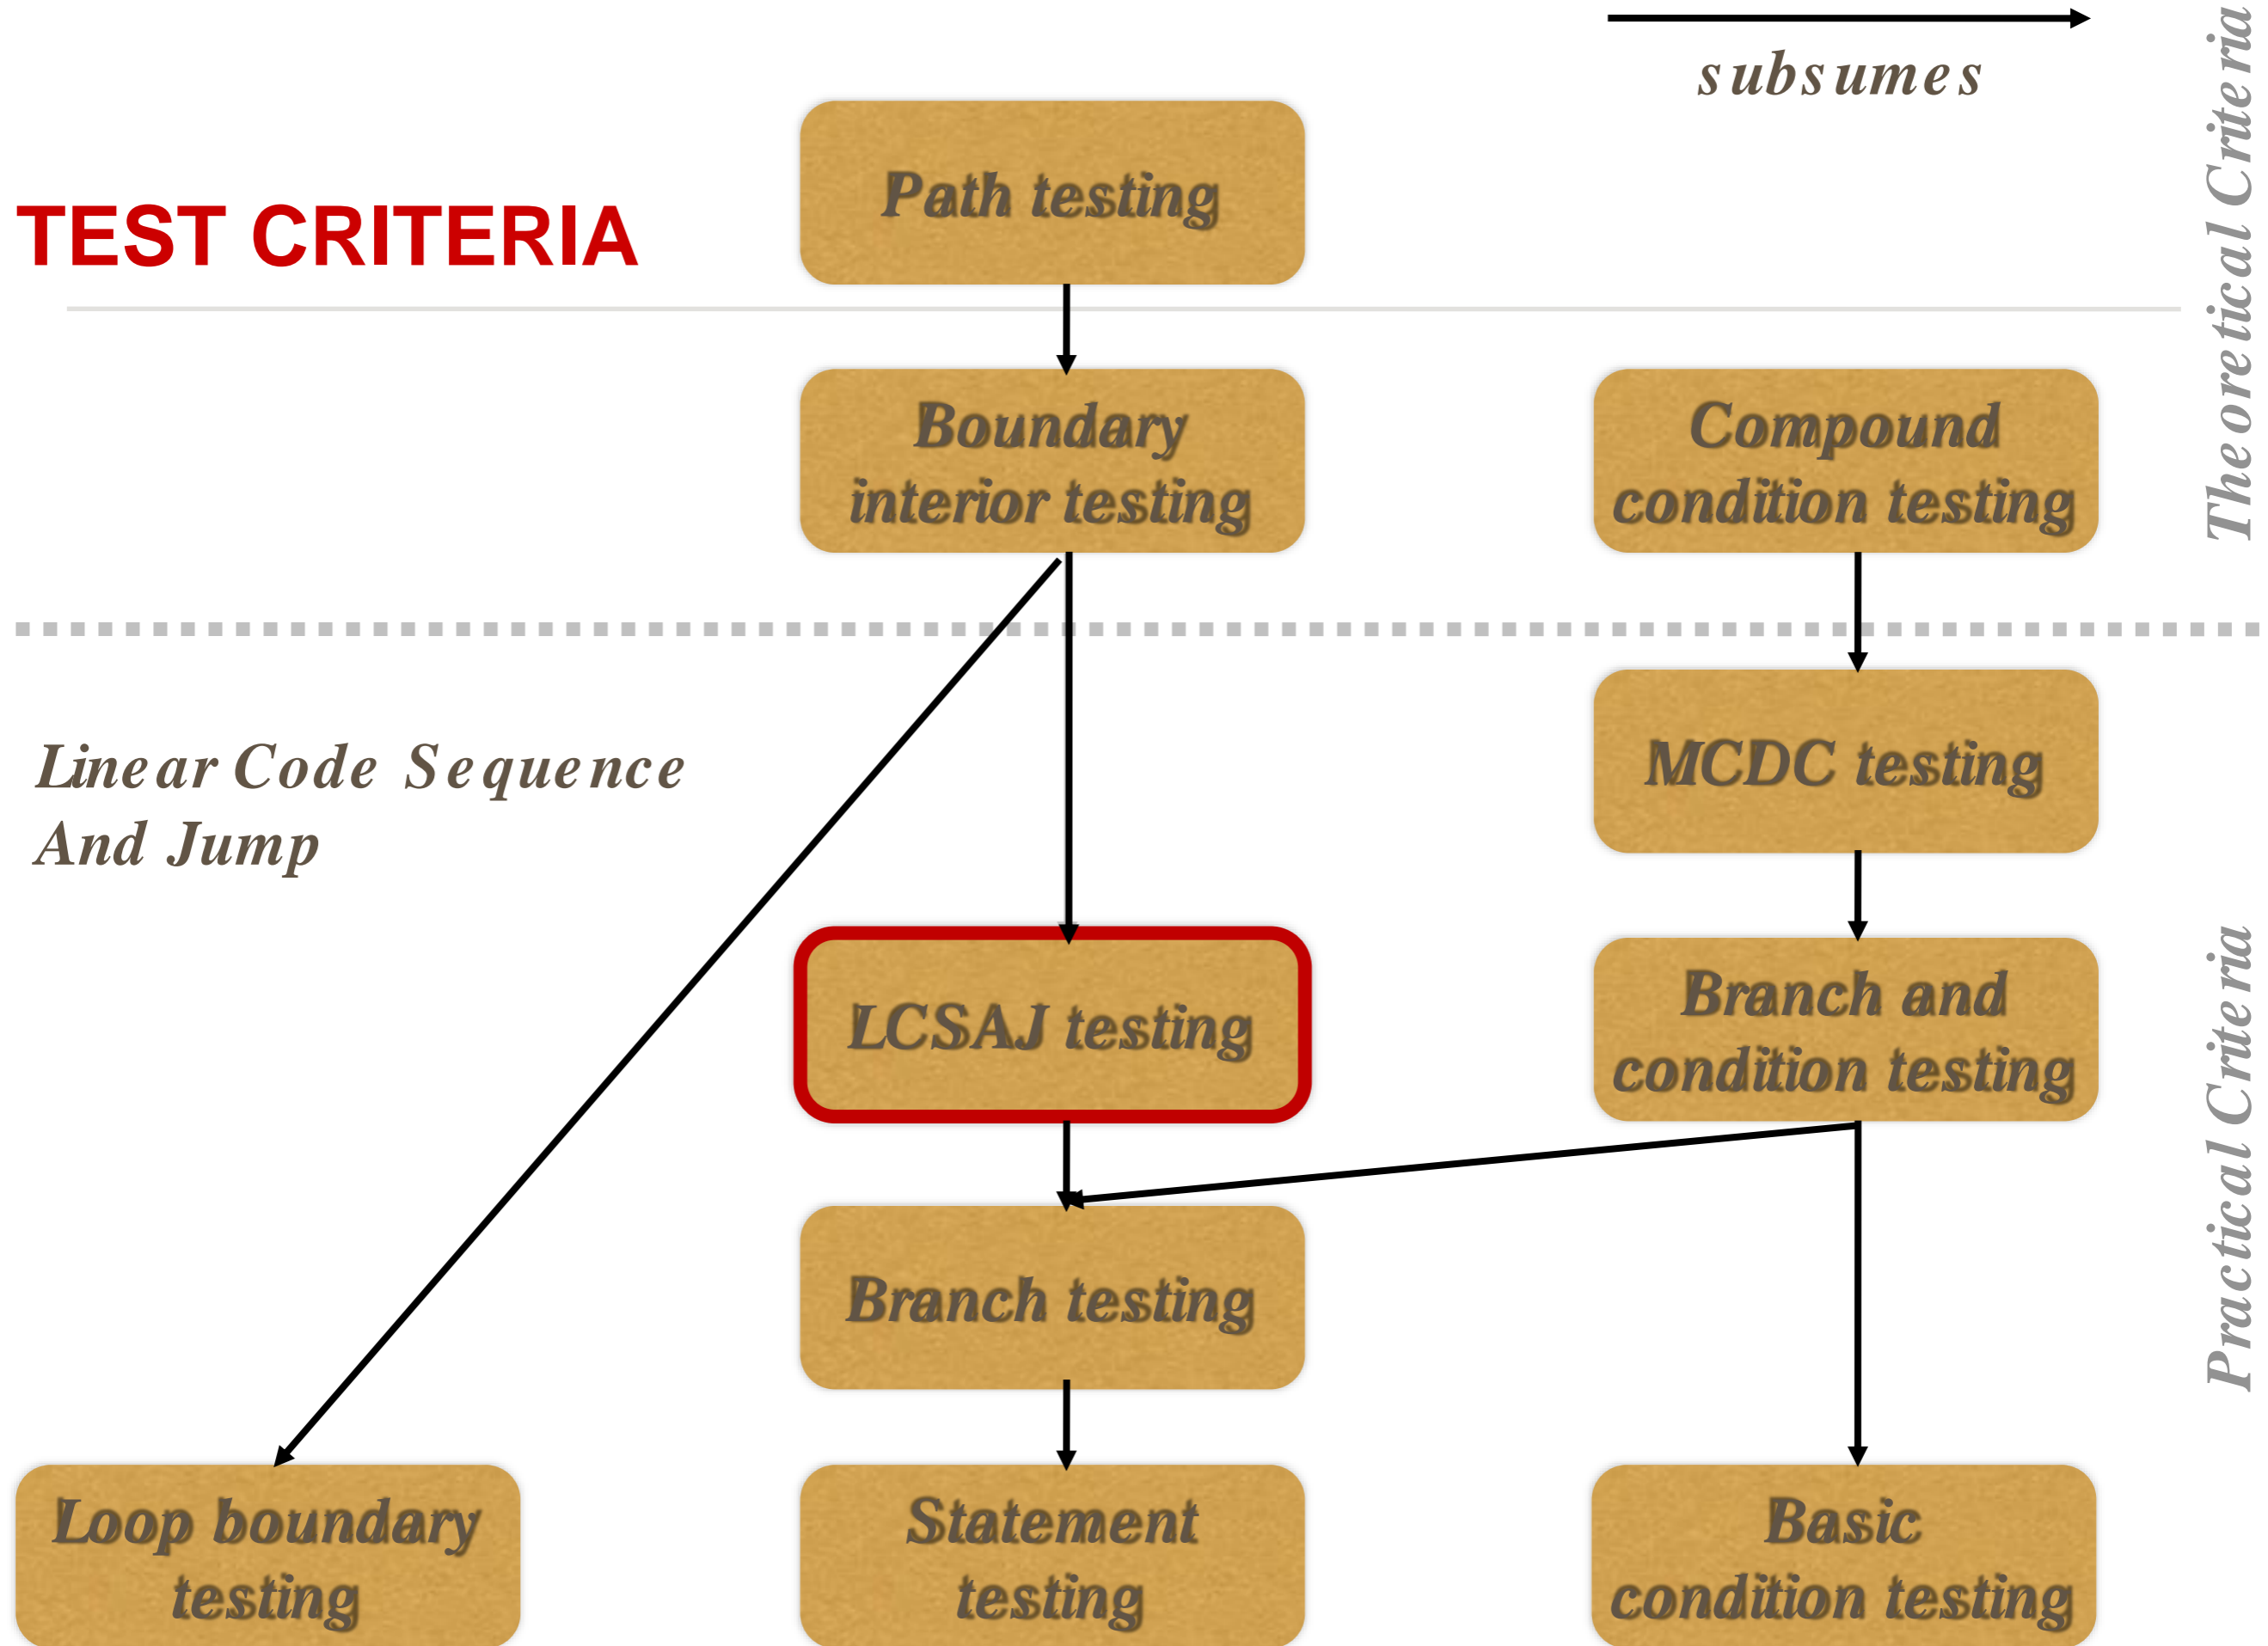 subsumes
TEST CRITERIA
Path testing
Boundary
interior testing
Compound
condition testing
Theoretical Criteria
Linear Code Sequence
And Jump
MCDC testing
LCSAJ testing
Branch and
condition testing
Practical Criteria
Branch testing
Loop boundary
testing
Statement
testing
Basic
condition testing